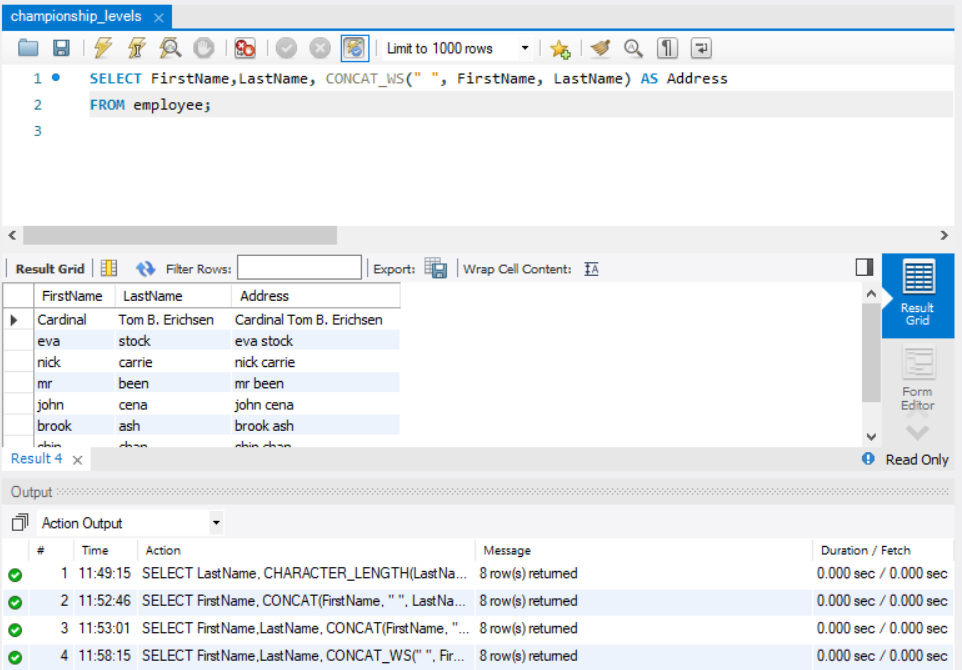 championship_levels
Limit to 1000 rows
1 SELECT FirstName,LastName, CONCAT_WS(" ", FirstName, LastName) AS Address
2 FROM employee;
3
Result Grid Filter Rows: Export: Wrap Cell Content:
FirstName LastName Address
Cardinal Tom B. Erichsen Cardinal Tom B. Erichsen
eva stock eva stock
nick carrie nick carrie
mr been mr been
john cena john cena
brook ash brook ash
Result Grid
Form Editor
Result 4 Read Only
Output
Action Output
# Time Action Message Duration / Fetch
1 11:49:15 SELECT LastName, CHARACTER_LENGTH(LastNa... 8 row(s) returned 0.000 sec / 0.000 sec
2 11:52:46 SELECT FirstName, CONCAT(FirstName, " ", LastNa... 8 row(s) returned 0.000 sec / 0.000 sec
3 11:53:01 SELECT FirstName,LastName, CONCAT(FirstName, "... 8 row(s) returned 0.000 sec / 0.000 sec
4 11:58:15 SELECT FirstName,LastName, CONCAT_WS(" ", Fir... 8 row(s) returned 0.000 sec / 0.000 sec